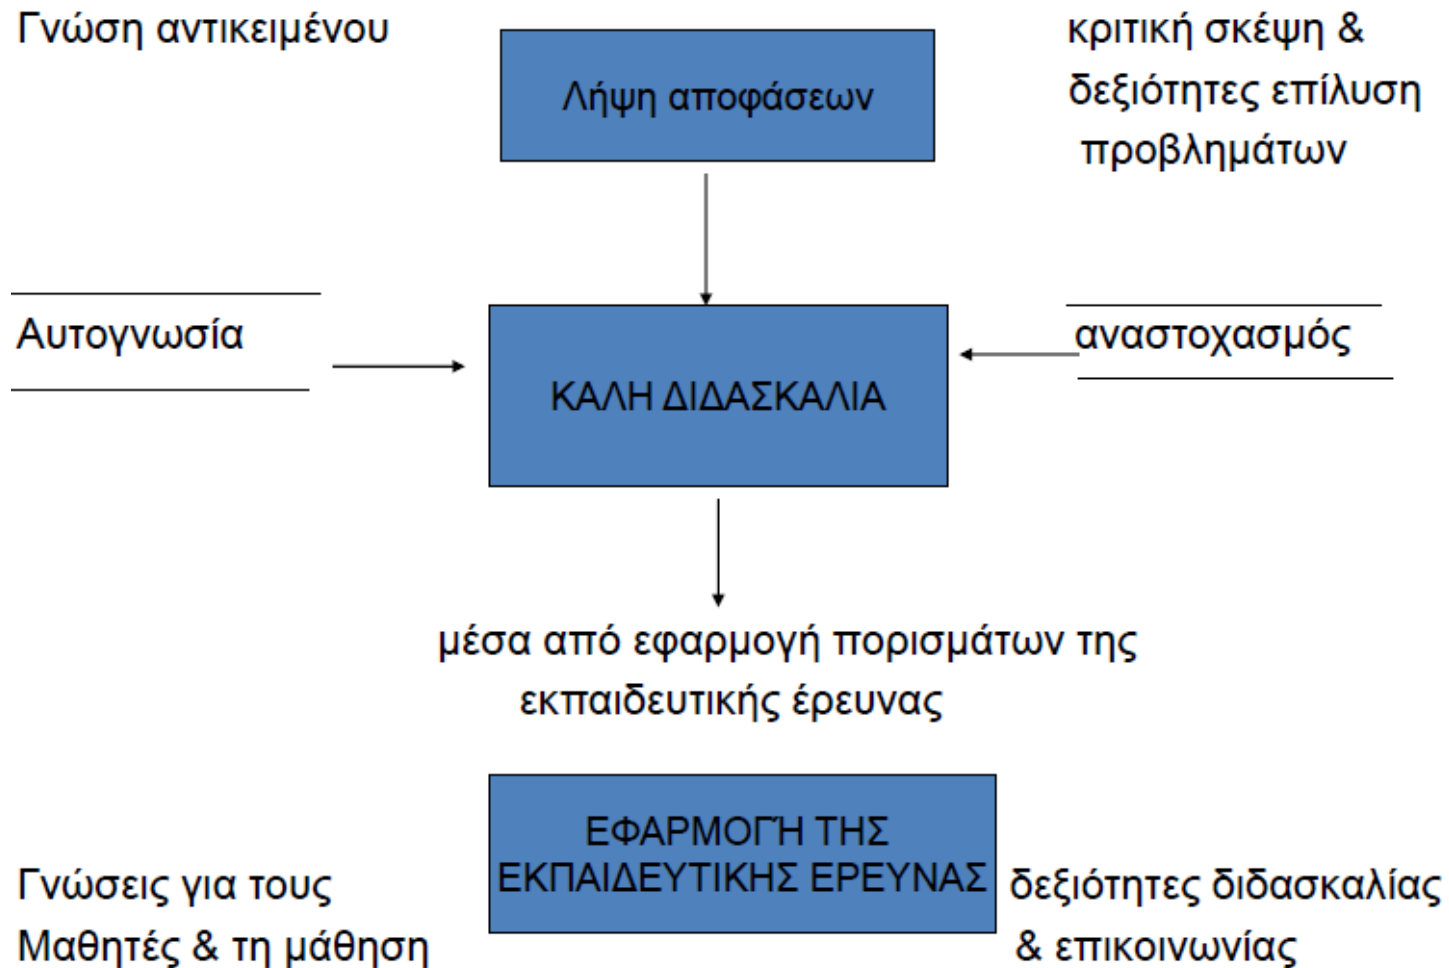 Γνώση αντικειμένου
Λήψη αποφάσεων
κριτική σκέψη &
δεξιότητες επίλυση
προβλημάτων
Αυτογνωσία
ΚΑΛΗ ΔΙΔΑΣΚΑΛΙΑ
αναστοχασμός
μέσα από εφαρμογή πορισμάτων της
εκπαιδευτικής έρευνας
ΕΦΑΡΜΟΓΉ ΤΗΣ
ΕΚΠΑΙΔΕΥΤΙΚΗΣ ΕΡΕΥΝΑΣ
Γνώσεις για τους
Μαθητές & τη μάθηση
δεξιότητες διδασκαλίας
& επικοινωνίας